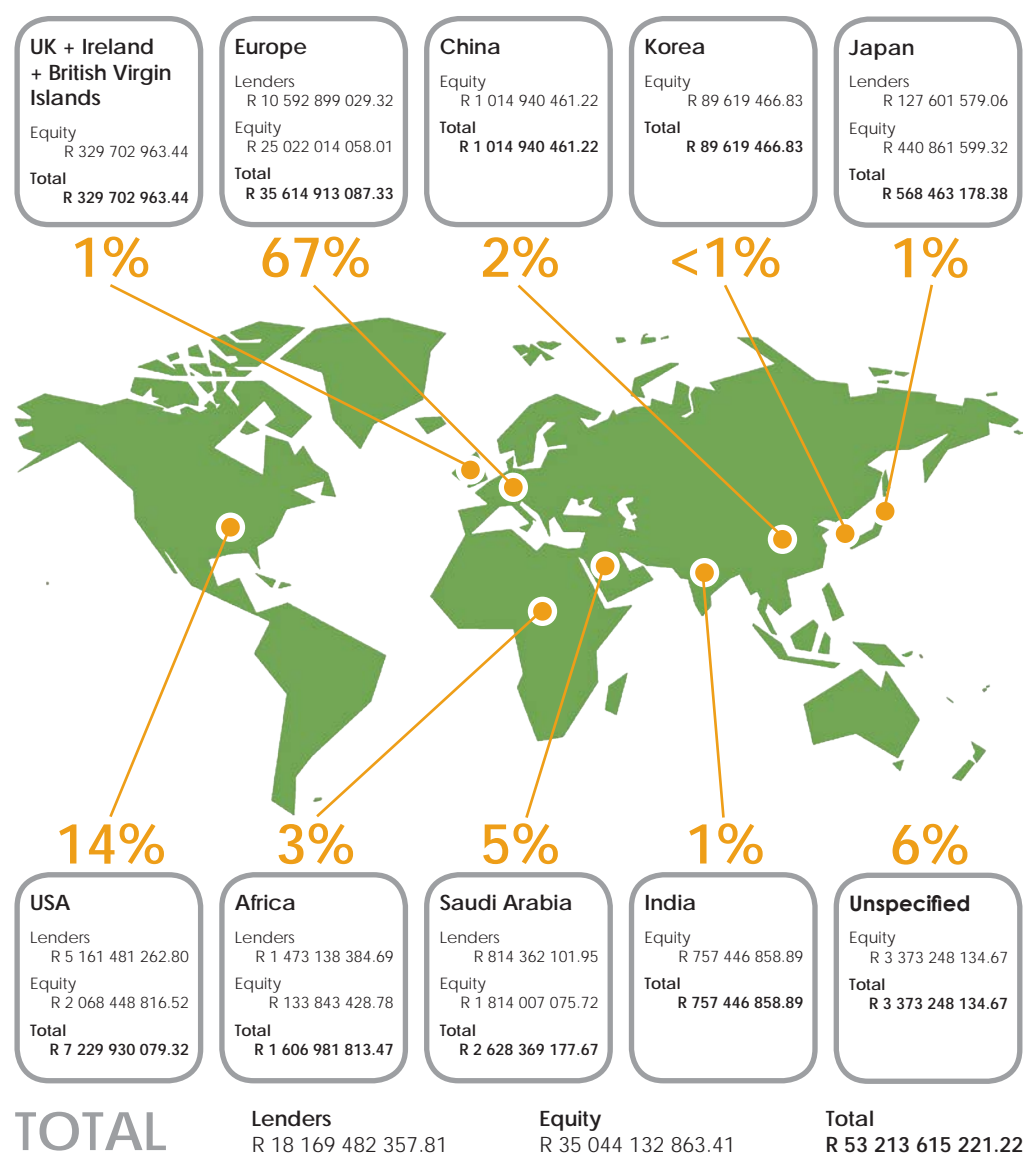 UK + Ireland
+ British Virgin
Islands
Equity
R 329 702 963.44
Total
R 329 702 963.44
Europe
Lenders
R 10 592 899 029.32
Equity
R 25 022 014 058.01
Total
R 35 614 913 087.33
China
Equity
R 1 014 940 461.22
Total
R 1 014 940 461.22
Korea
Equity
R 89 619 466.83
Total
R 89 619 466.83
Japan
Lenders
R 127 601 579.06
Equity
R 440 861 599.32
Total
R 568 463 178.38
1%
67%
2%
<1%
1%
14%
3%
5%
1%
6%
USA
Lenders
R 5 161 481 262.80
Equity
R 2 068 448 816.52
Total
R 7 229 930 079.32
Africa
Lenders
R 1 473 138 384.69
Equity
R 133 843 428.78
Total
R 1 606 981 813.47
Saudi Arabia
Lenders
R 814 362 101.95
Equity
R 1 814 007 075.72
Total
R 2 628 369 177.67
India
Equity
R 757 446 858.89
Total
R 757 446 858.89
Unspecified
Equity
R 3 373 248 134.67
Total
R 3 373 248 134.67
TOTAL
Lenders
R 18 169 482 357.81
Equity
R 35 044 132 863.41
Total
R 53 213 615 221.22